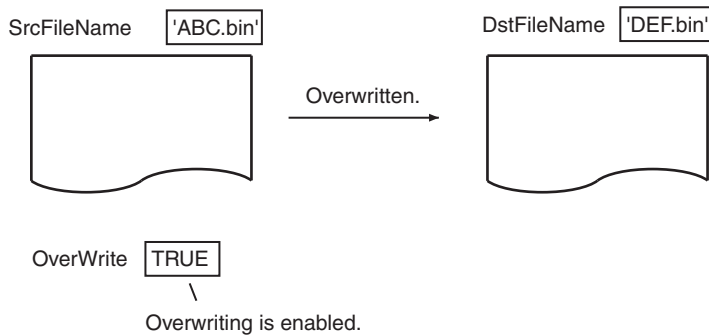 SrcFileName 'ABC.bin' DstFileName 'DEF.bin'
Overwritten.
OverWrite TRUE
Overwriting is enabled.